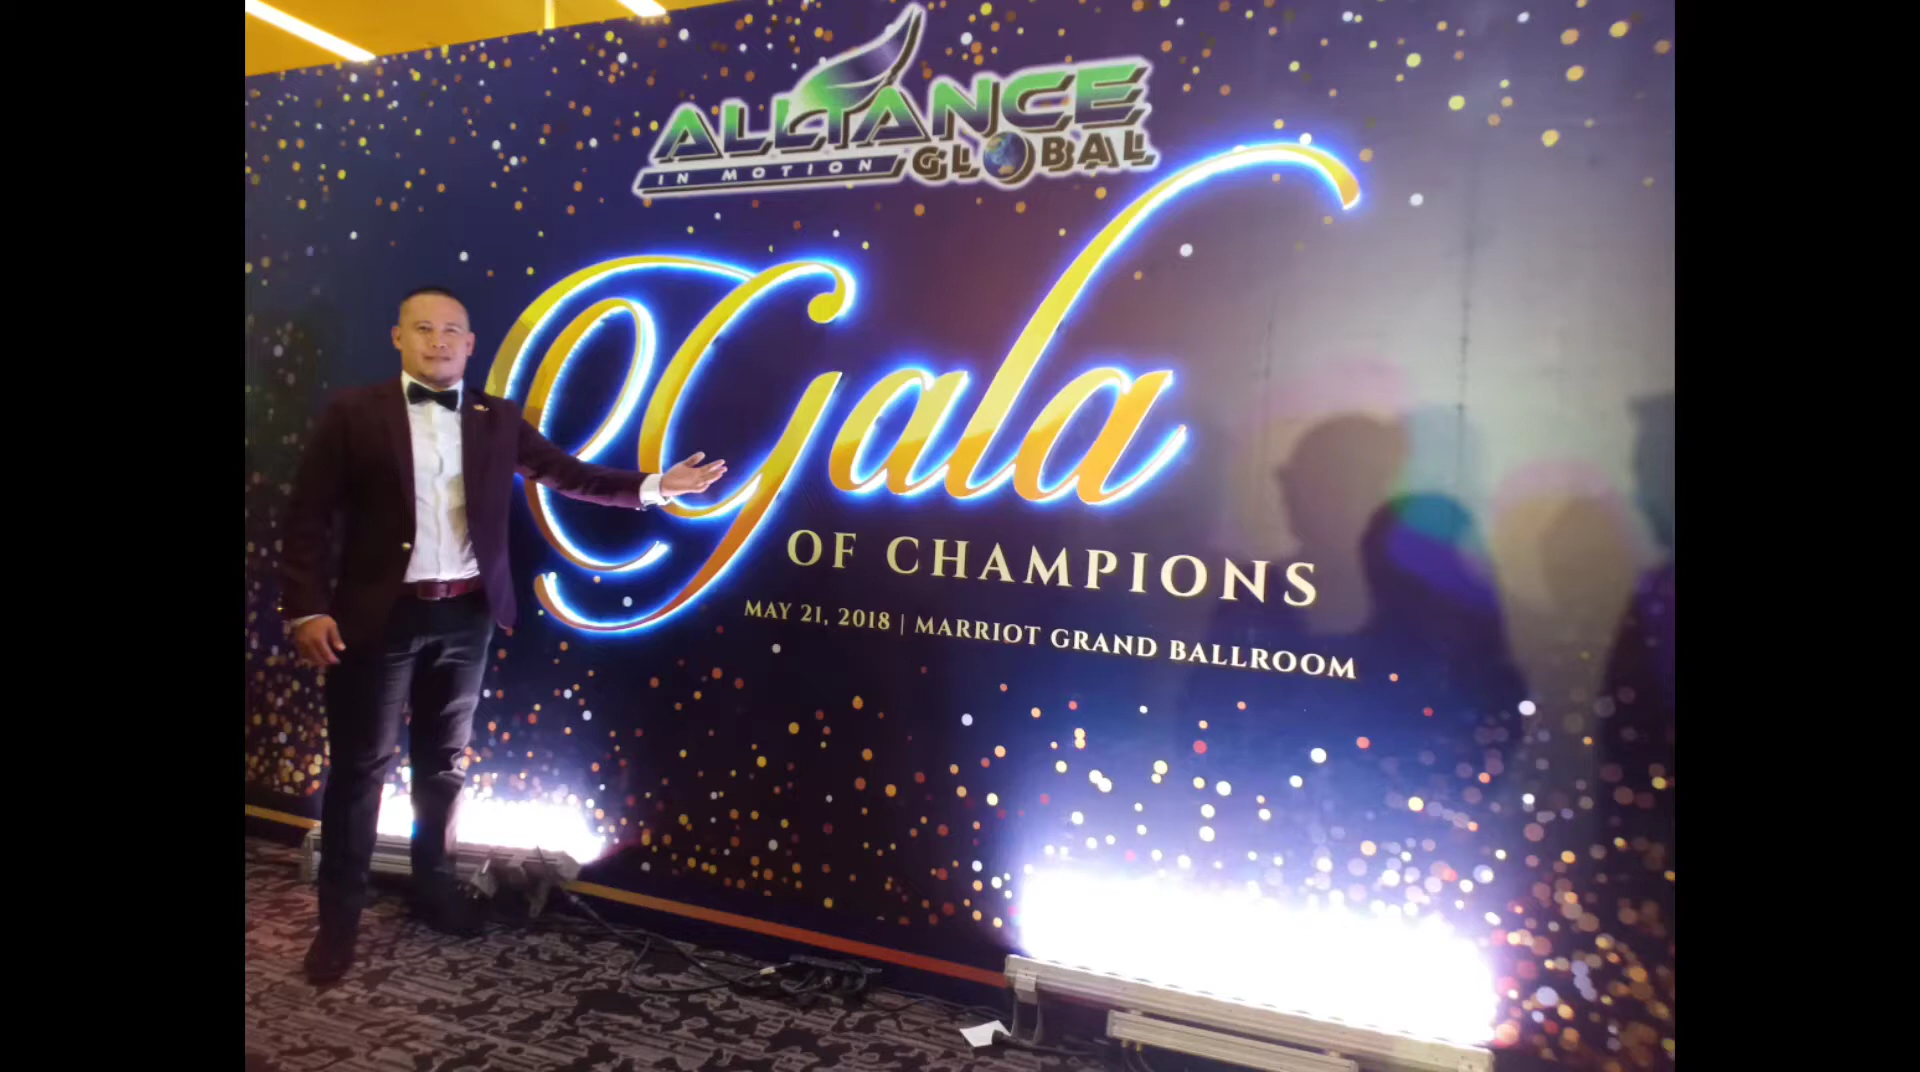 ALLIANCE
IN MOTION GLOBAL
Gala
OF CHAMPIONS
MAY 21, 2018 | MARRIOT GRAND BALLROOM